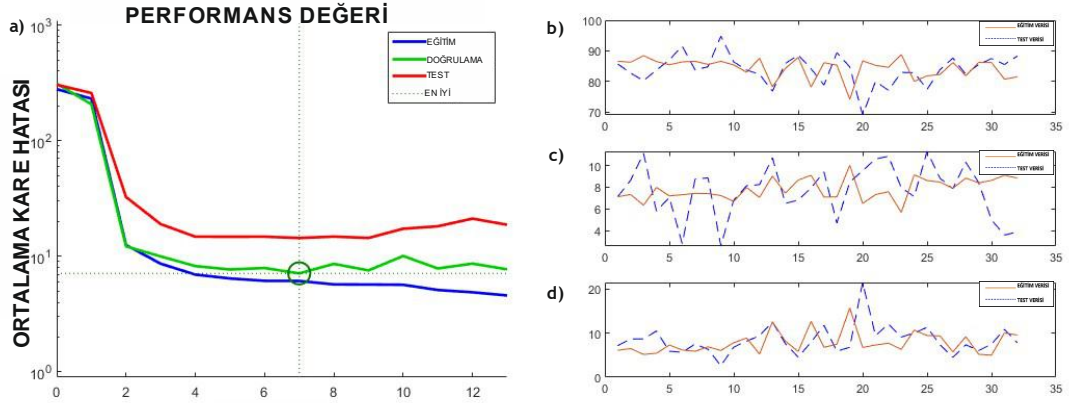 PERFORMANS DEĞERİ
a)
ORTALAMA KAR E HATASI
10³
10²
10¹
10⁰
0 2 4 6 8 10 12
EĞİTİM
DOĞRULAMA
TEST
EN İYİ
b)
100
90
80
70
0 5 10 15 20 25 30 35
EĞİTİM VERİSİ
TEST VERİSİ
c)
10
8
6
4
0 5 10 15 20 25 30 35
EĞİTİM VERİSİ
TEST VERİSİ
d)
20
10
0
0 5 10 15 20 25 30 35
EĞİTİM VERİSİ
TEST VERİSİ